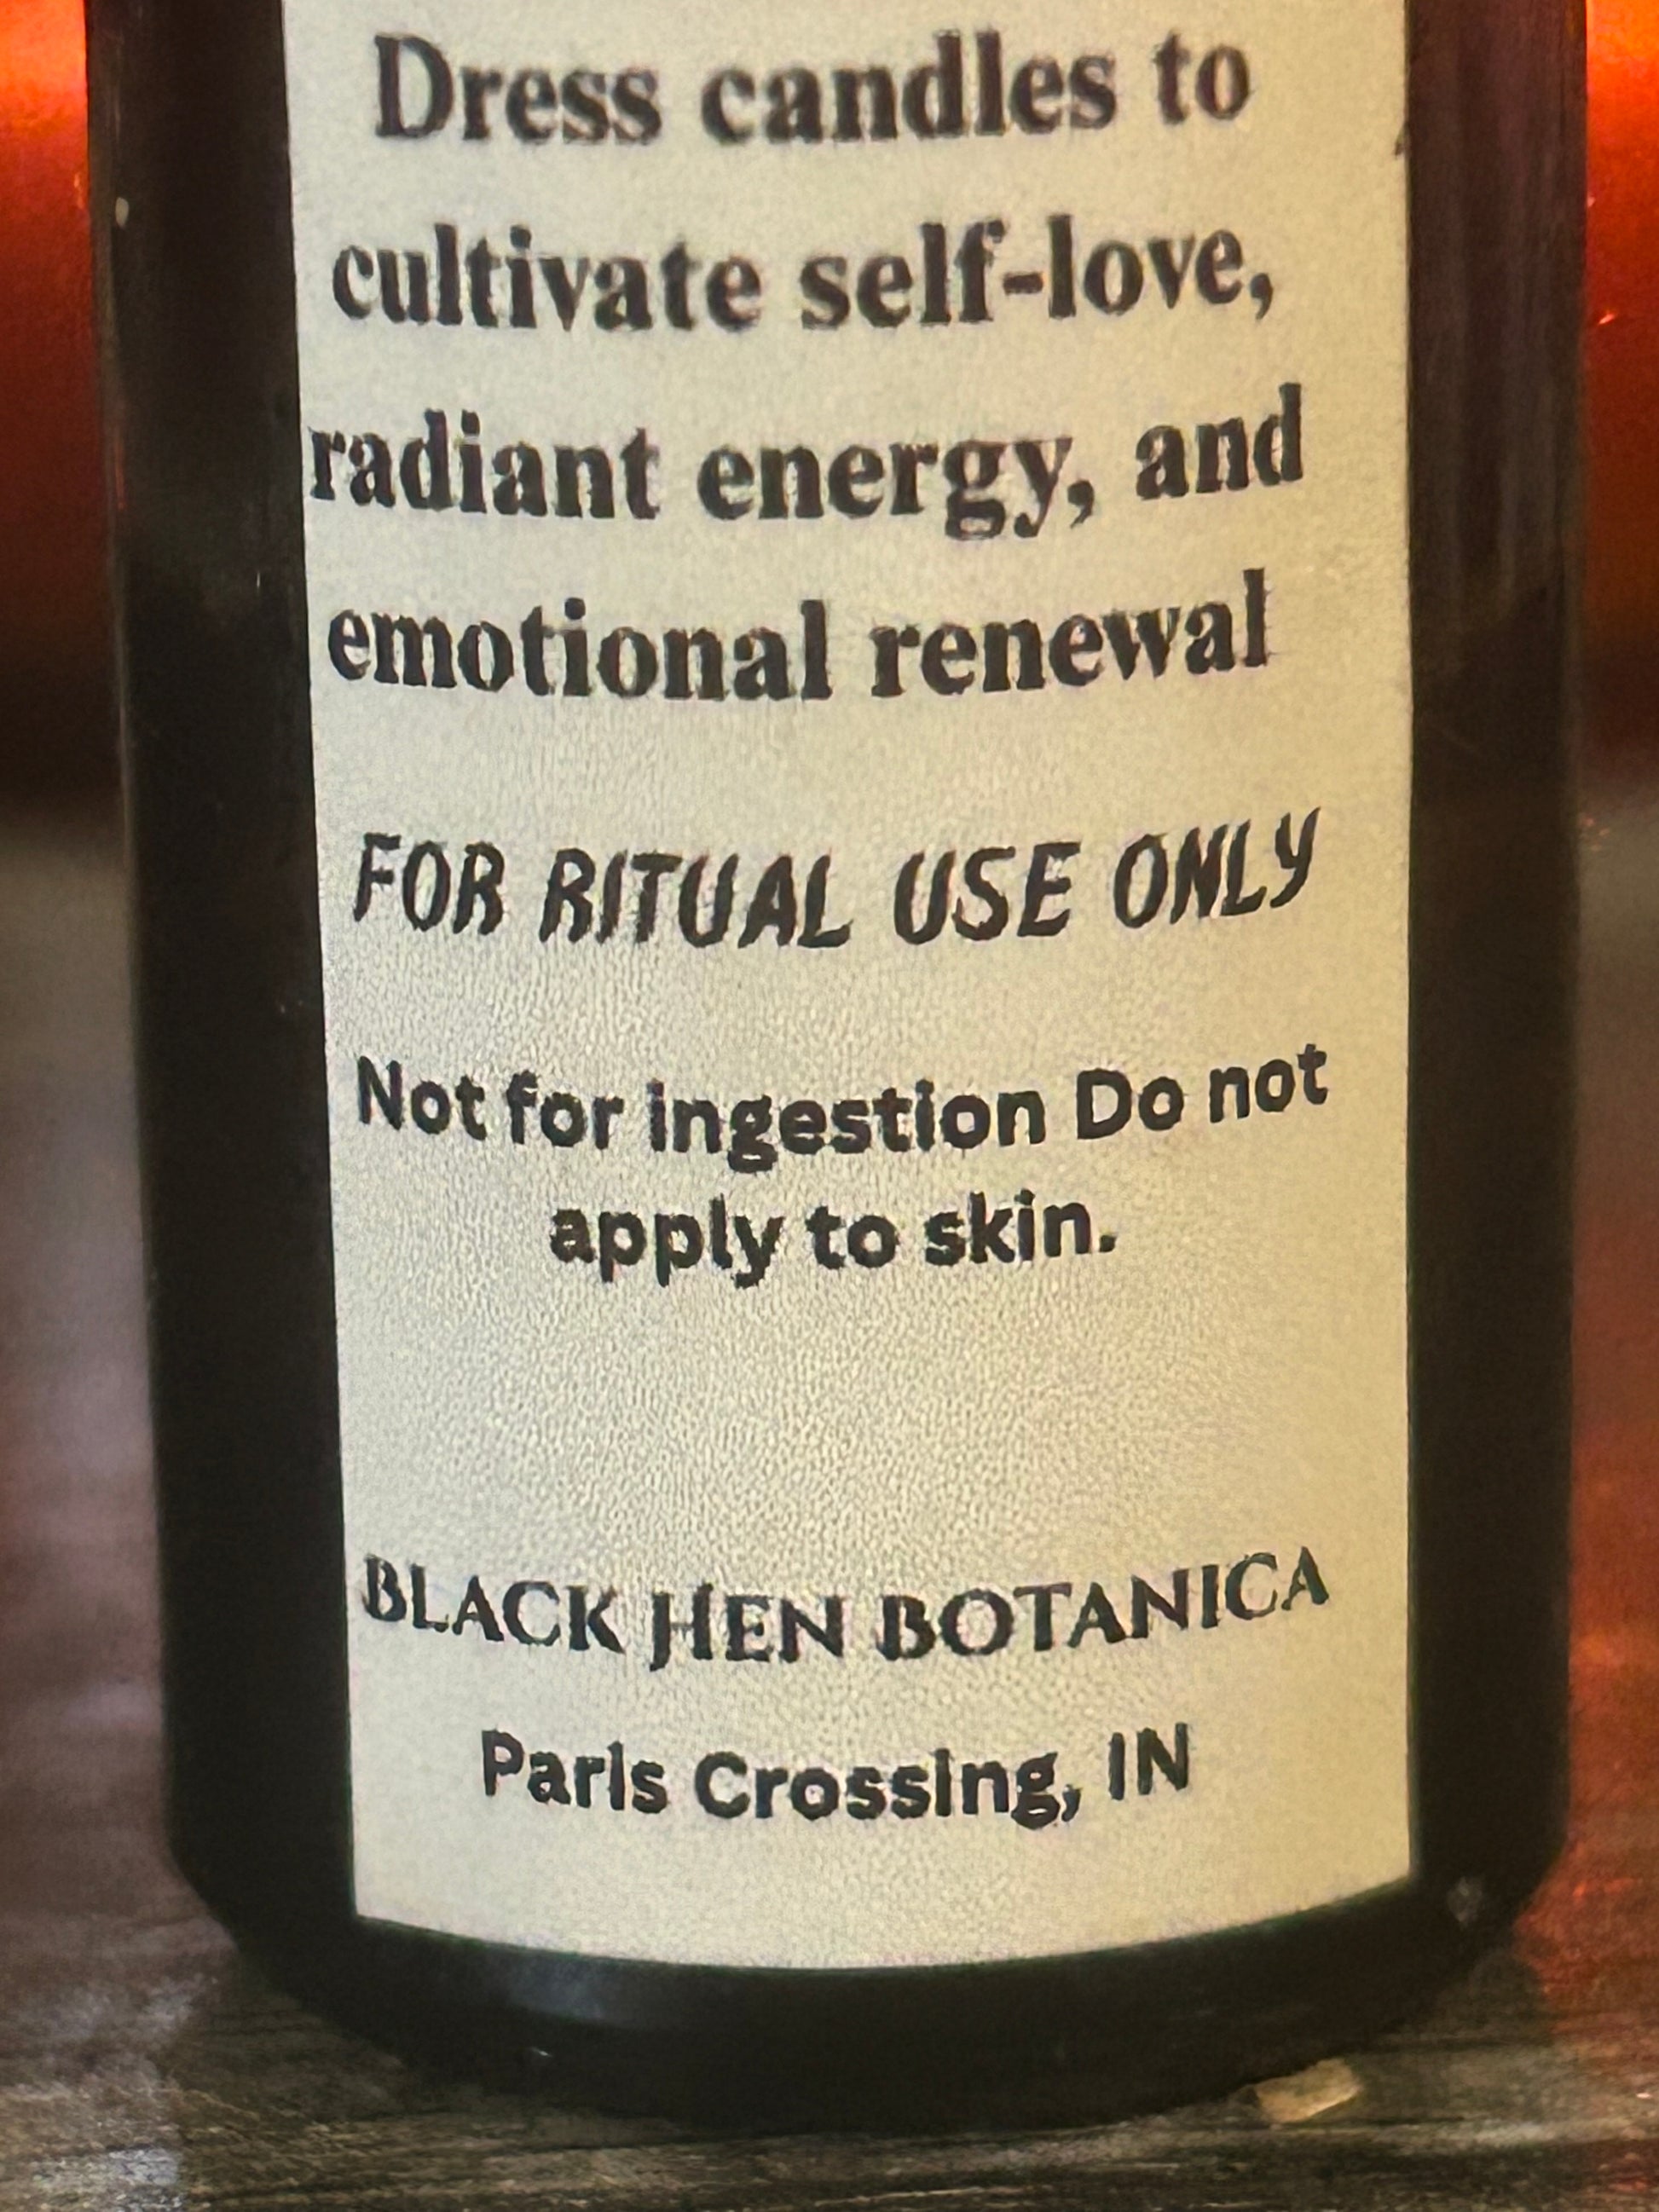 Dress candles to
cultivate self-love,
radiant energy, and
emotional renewal
FOR RITUAL USE ONLY
Not for ingestion Do not
apply to skin.
BLACK HEN BOTANICA
Paris Crossing, IN